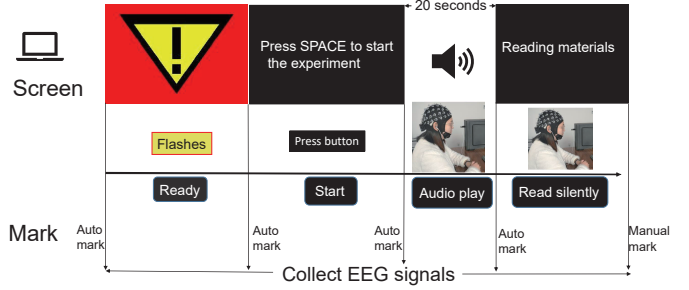 20 seconds
Screen
!
Press SPACE to start
the experiment
Reading materials
Flashes
Press button
Ready
Start
Audio play
Read silently
Mark
Auto
mark
Auto
mark
Auto
mark
Auto
mark
Manual
mark
Collect EEG signals